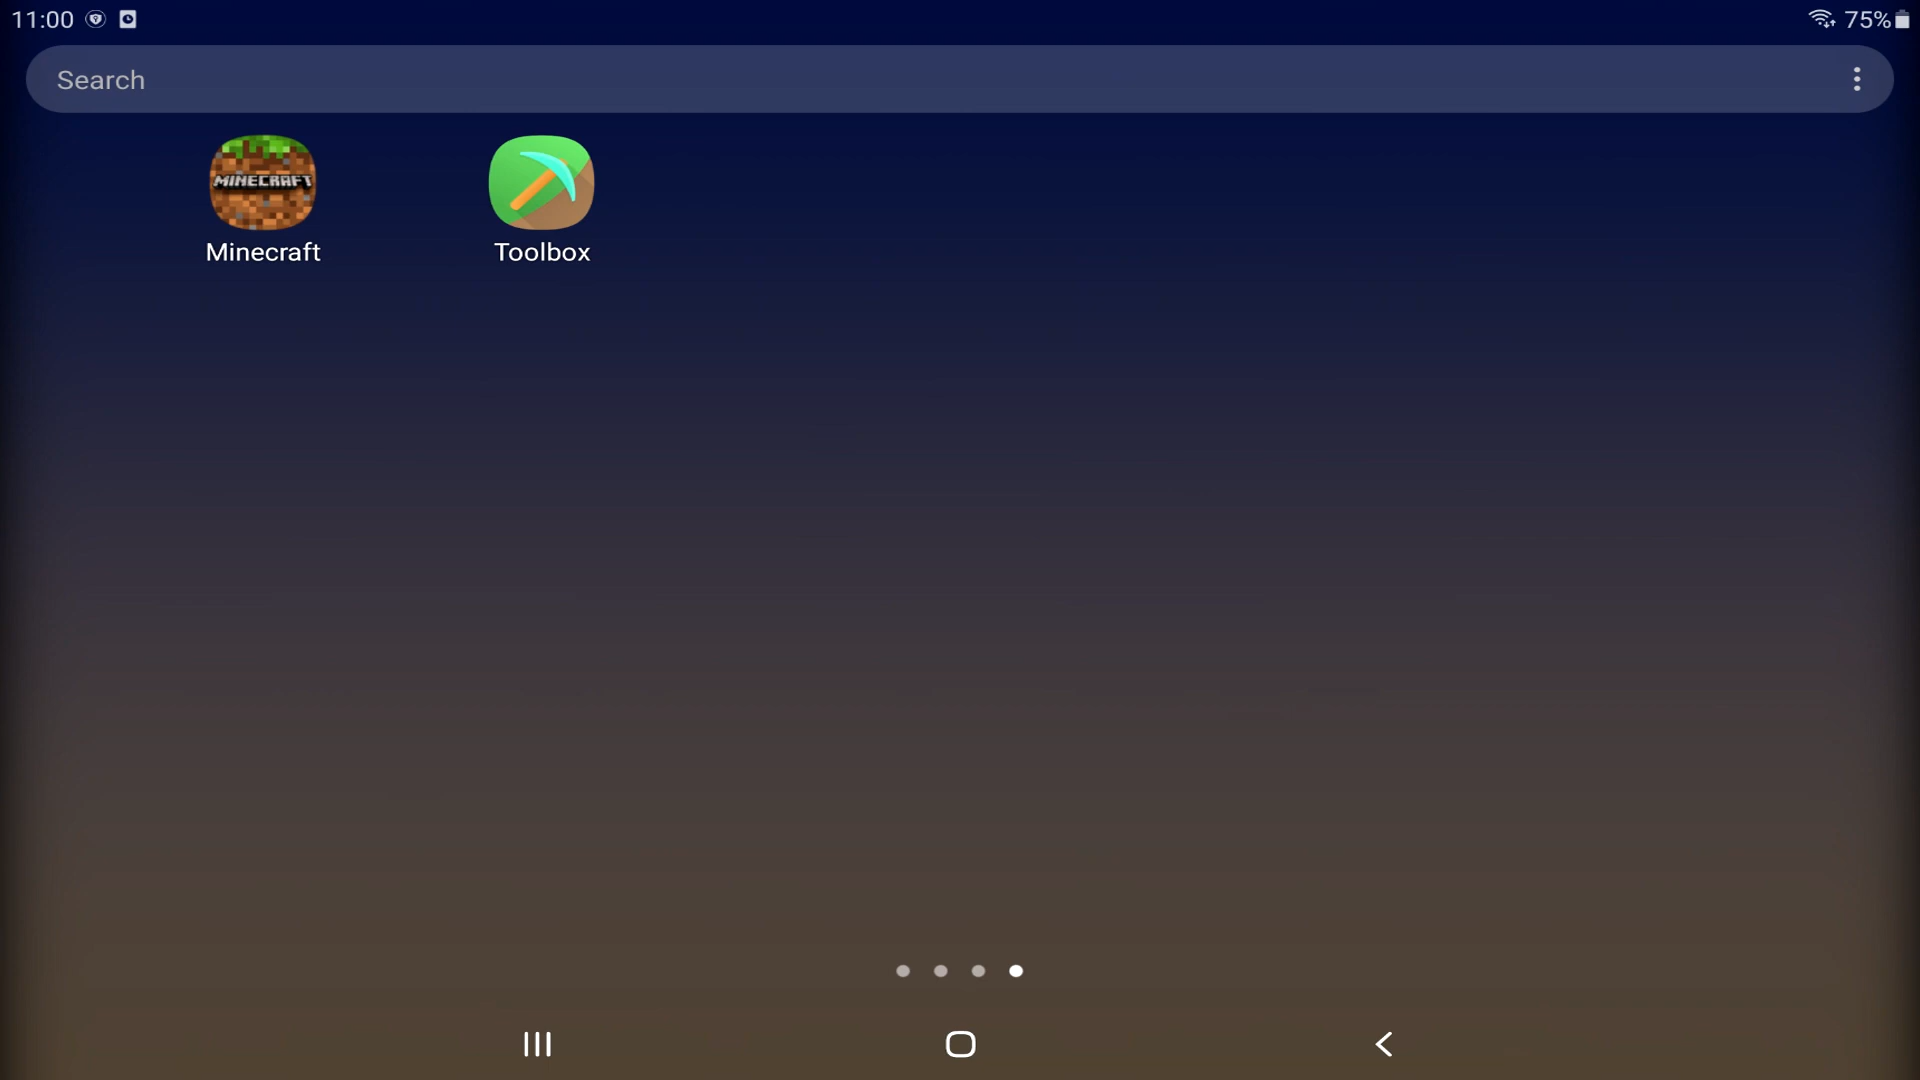 11:00
75%
Search
MINECRAFT
Minecraft
Toolbox